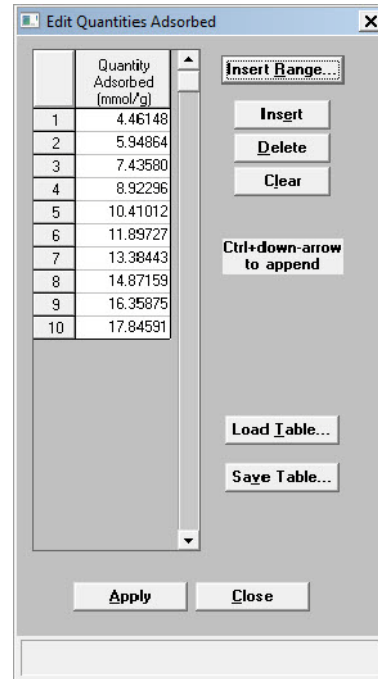 Edit Quantities Adsorbed
Quantity
Adsorbed
(mmol/g)
1 4.46148
2 5.94864
3 7.43580
4 8.92296
5 10.41012
6 11.89727
7 13.38443
8 14.87159
9 16.35875
10 17.84591
Insert Range...
Insert
Delete
Clear
Ctrl+down-arrow
to append
Load Table...
Save Table...
Apply Close